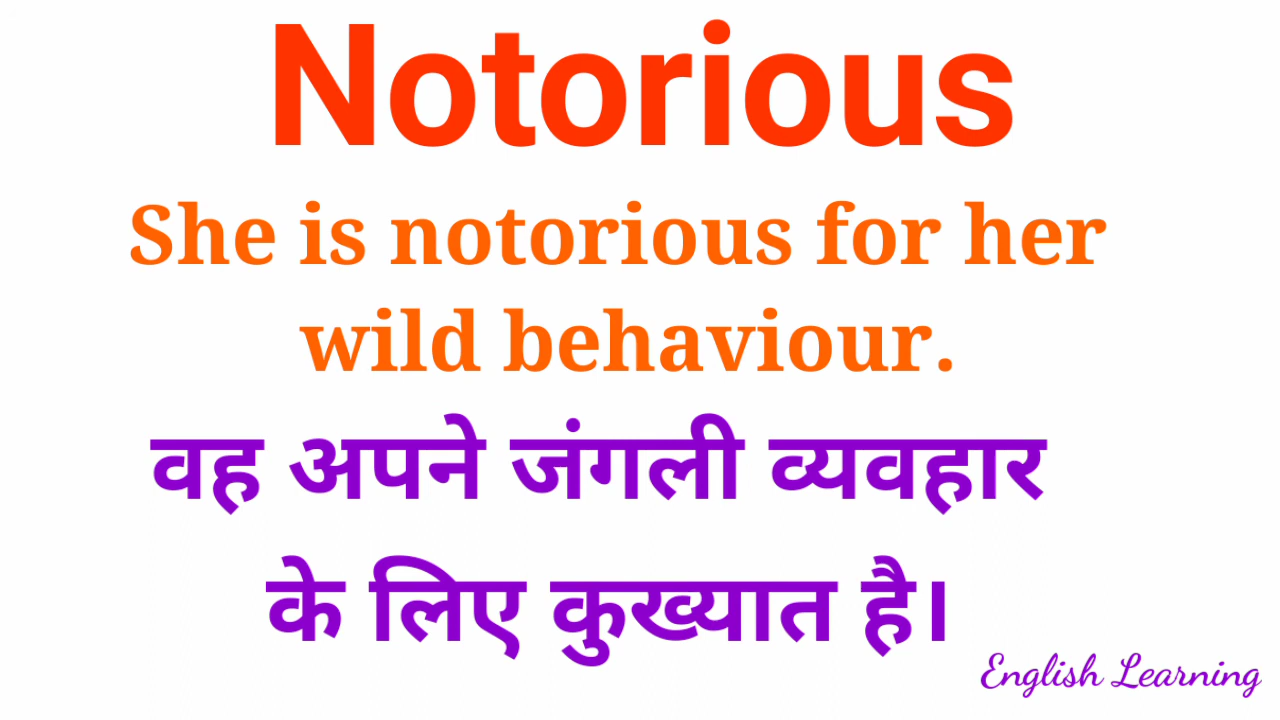 Notorious
She is notorious for her
wild behaviour.
वह अपने जंगली व्यवहार
के लिए कुख्यात है।
English Learning